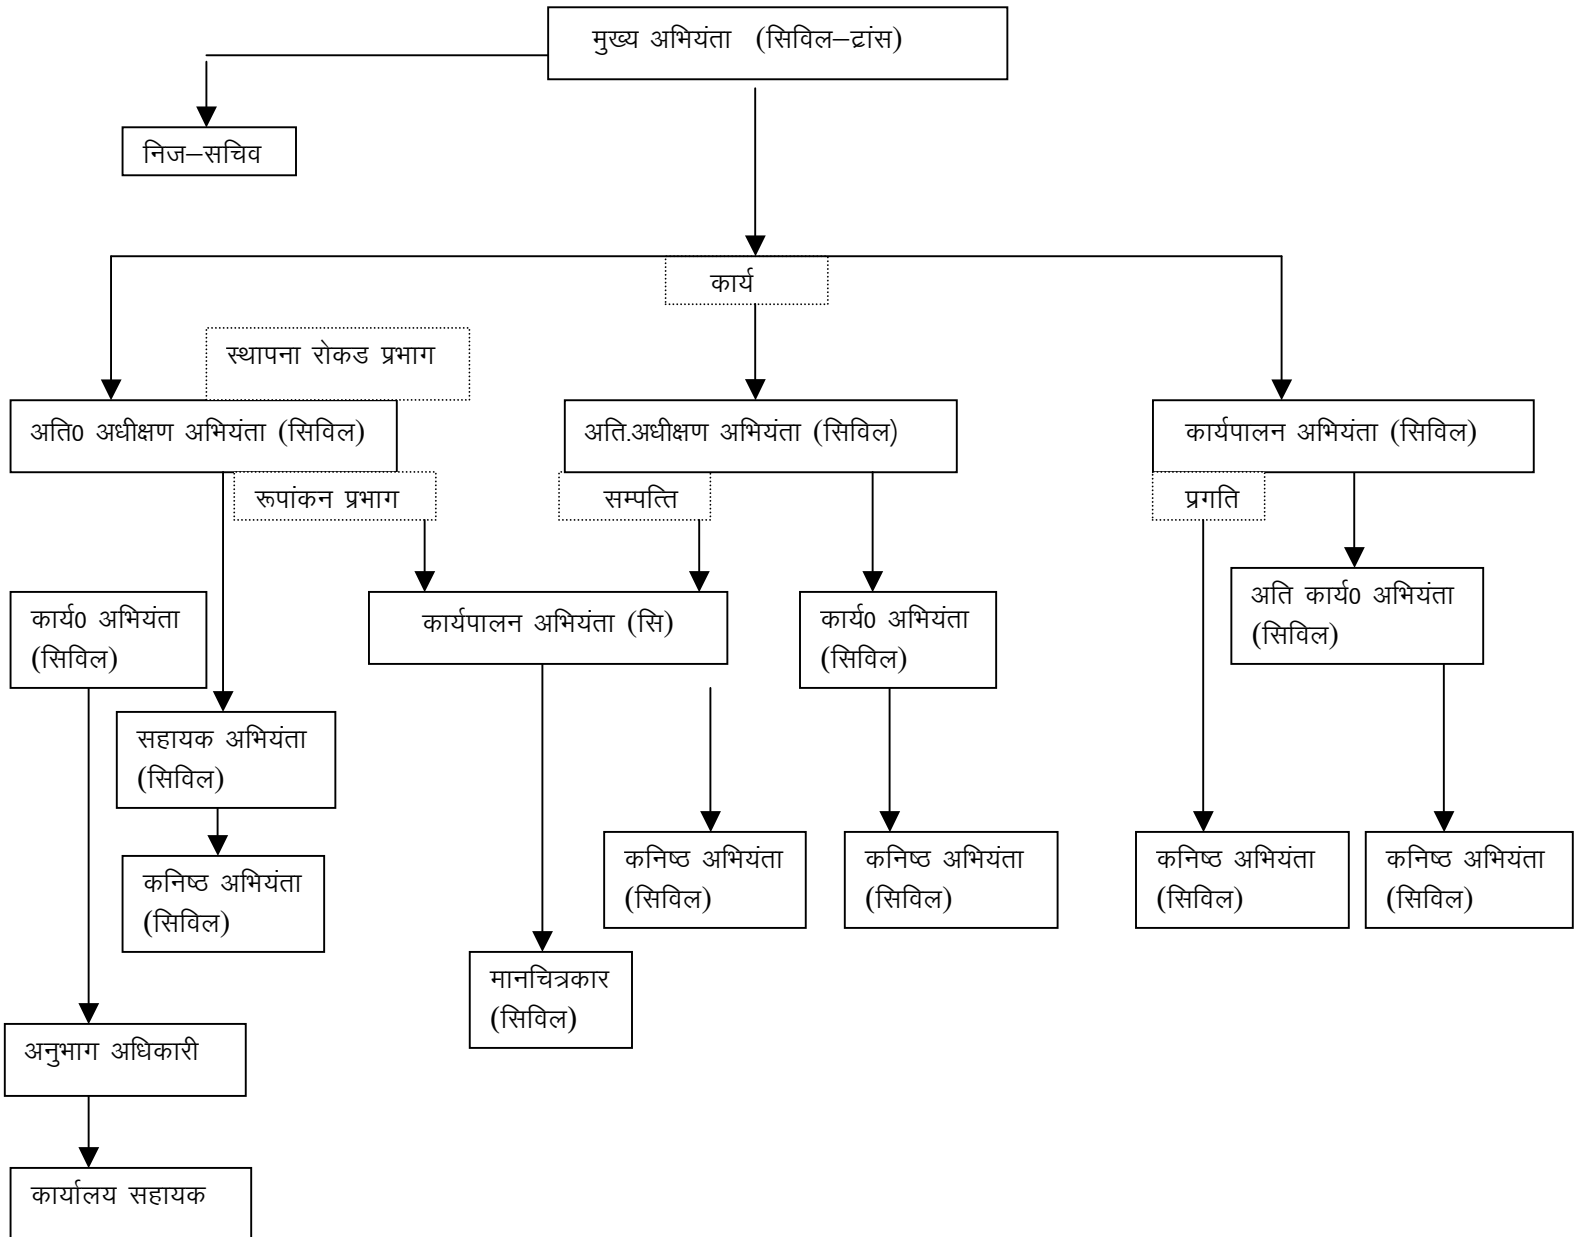 मुख्य अभियंता (सिविल–ट्रांस)
निज–सचिव
कार्य
स्थापना रोकड प्रभाग
अति0 अधीक्षण अभियंता (सिविल)
अति.अधीक्षण अभियंता (सिविल)
कार्यपालन अभियंता (सिविल)
रूपांकन प्रभाग
सम्पत्ति
प्रगति
कार्य0 अभियंता
(सिविल)
कार्यपालन अभियंता (सि)
कार्य0 अभियंता
(सिविल)
अति कार्य0 अभियंता
(सिविल)
सहायक अभियंता
(सिविल)
कनिष्ठ अभियंता
(सिविल)
कनिष्ठ अभियंता
(सिविल)
कनिष्ठ अभियंता
(सिविल)
कनिष्ठ अभियंता
(सिविल)
कनिष्ठ अभियंता
(सिविल)
मानचित्रकार
(सिविल)
अनुभाग अधिकारी
कार्यालय सहायक